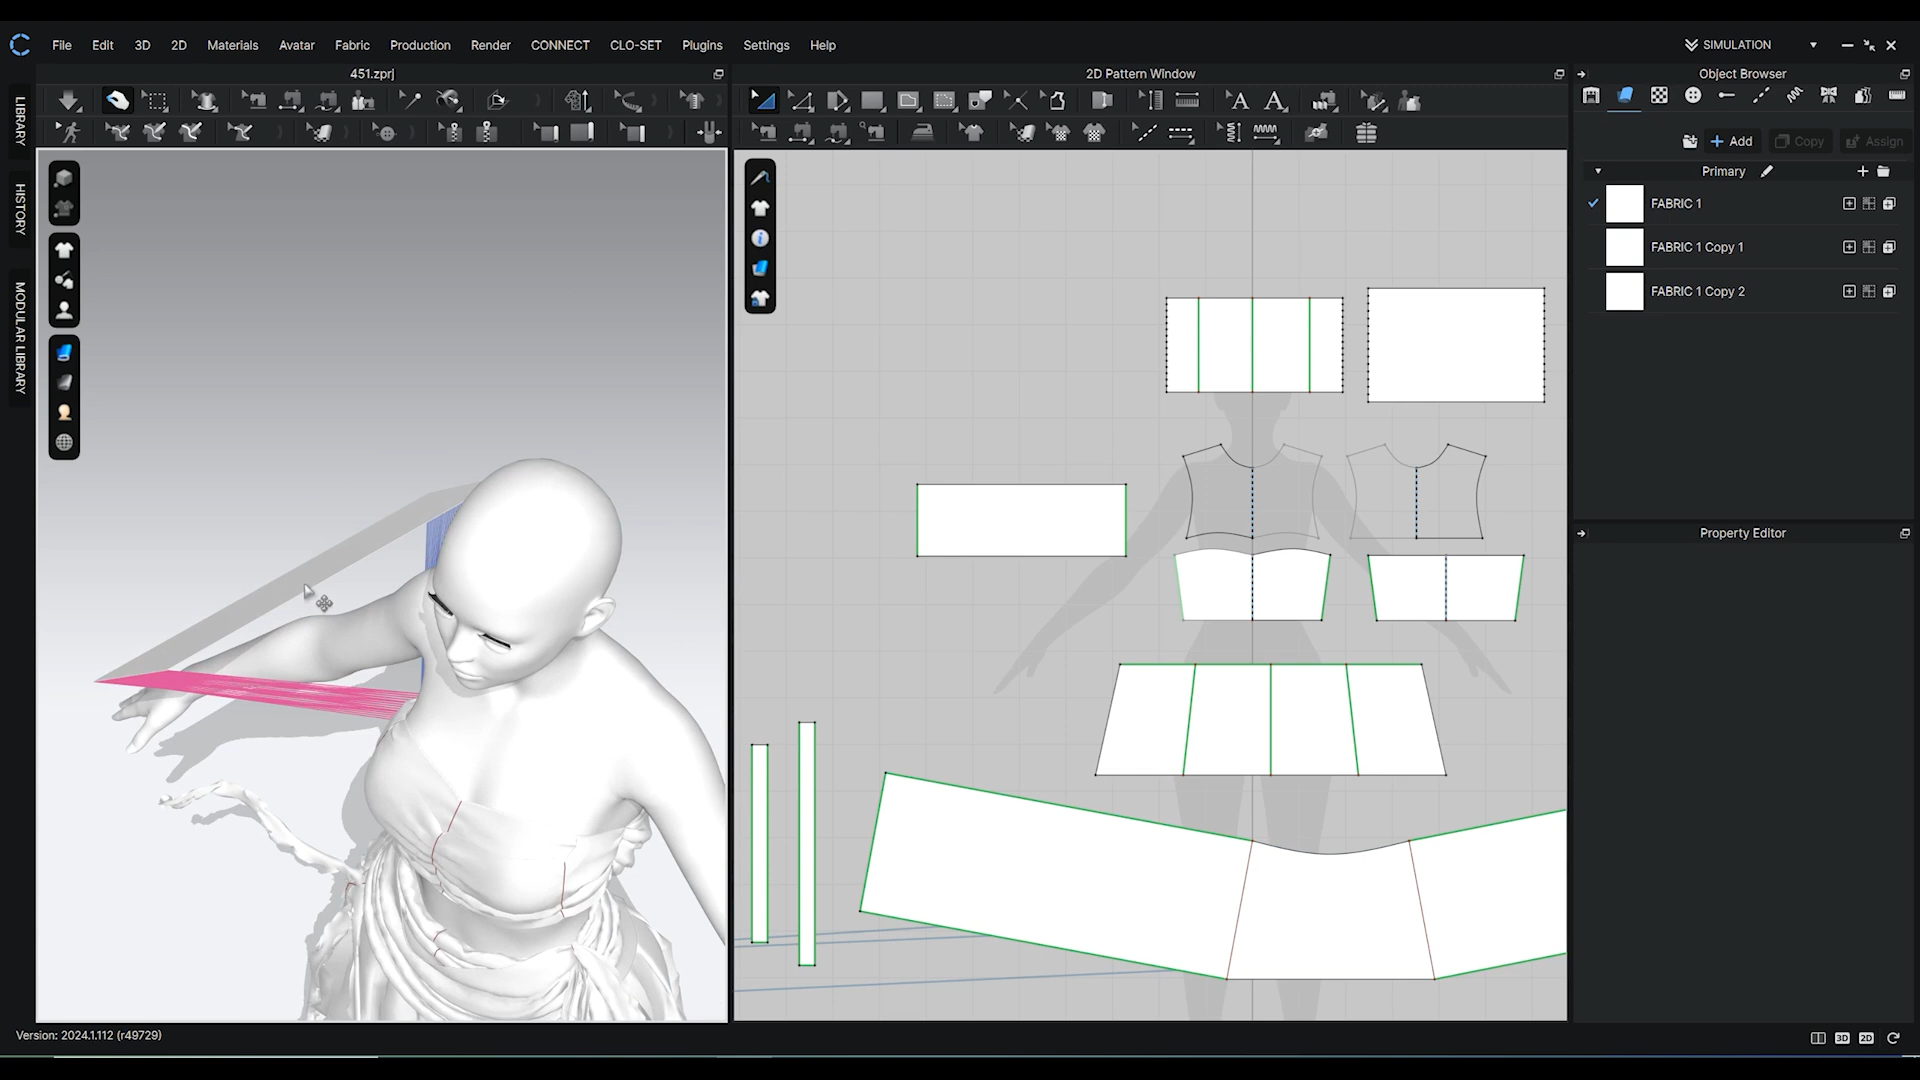 File Edit 3D 2D Materials Avatar Fabric Production Render CONNECT CLO-SET Plugins Settings Help
SIMULATION
451.zprj
2D Pattern Window
Object Browser
LIBRARY
HISTORY
MODULAR LIBRARY
Add Copy Assign
Primary
FABRIC 1
FABRIC 1 Copy 1
FABRIC 1 Copy 2
Property Editor
Version: 2024.1.112 (r49729)
3D 2D